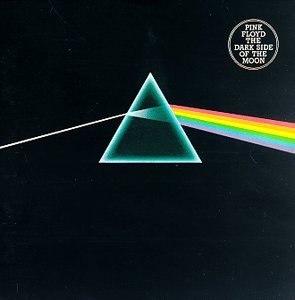 PINK
FLOYD THE
DARK SIDE
OF THE
MOON